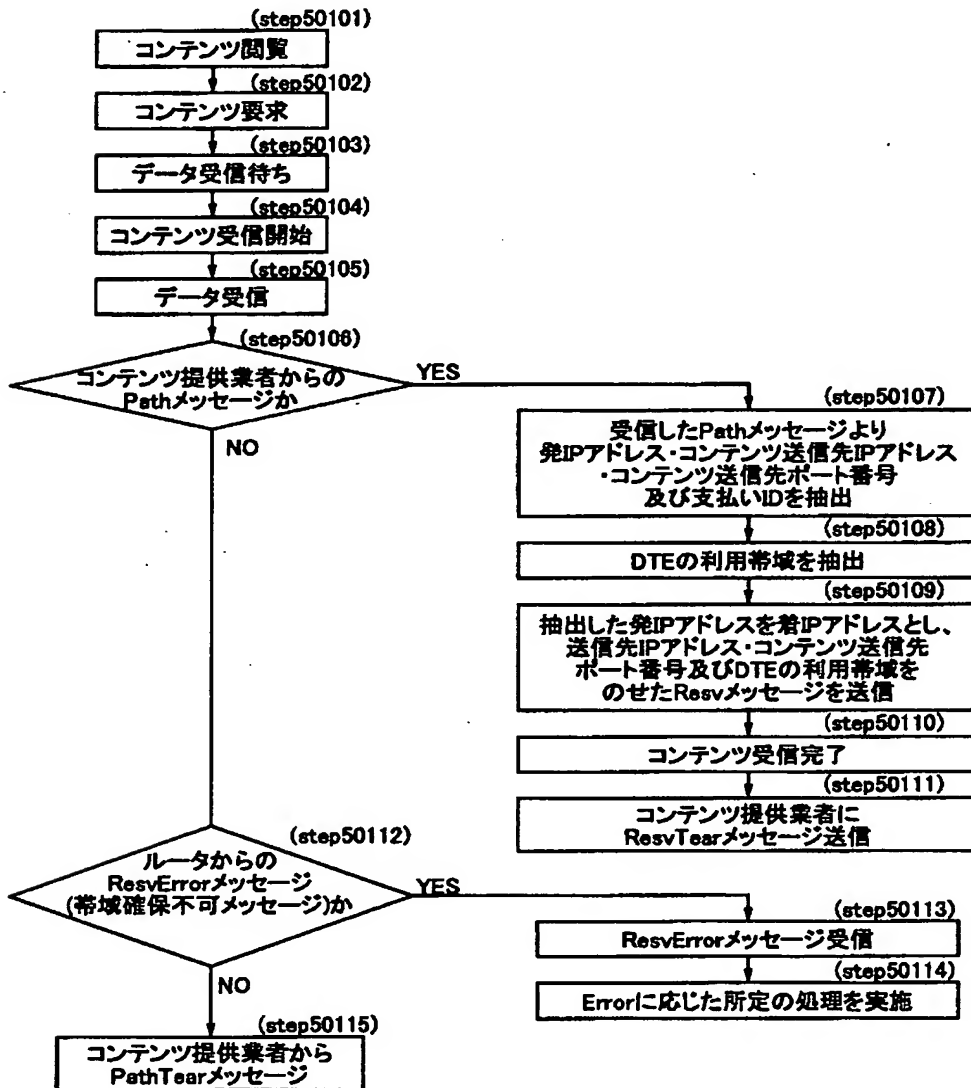 (step50101)
コンテンツ閲覧
(step50102)
コンテンツ要求
(step50103)
データ受信待ち
(step50104)
コンテンツ受信開始
(step50105)
データ受信
(step50106)
コンテンツ提供業者からの
Pathメッセージか
YES
NO
(step50107)
受信したPathメッセージより
発IPアドレス・コンテンツ送信先IPアドレス
・コンテンツ送信先ポート番号
及び支払いIDを抽出
(step50108)
DTEの利用帯域を抽出
(step50109)
抽出した発IPアドレスを着IPアドレスとし、
送信先IPアドレス・コンテンツ送信先
ポート番号及びDTEの利用帯域を
のせたResvメッセージを送信
(step50110)
コンテンツ受信完了
(step50111)
コンテンツ提供業者に
ResvTearメッセージ送信
(step50112)
ルータからの
ResvErrorメッセージ
(帯域確保不可メッセージ)か
YES
NO
(step50113)
ResvErrorメッセージ受信
(step50114)
Errorに応じた所定の処理を実施
(step50115)
コンテンツ提供業者から
PathTearメッセージ